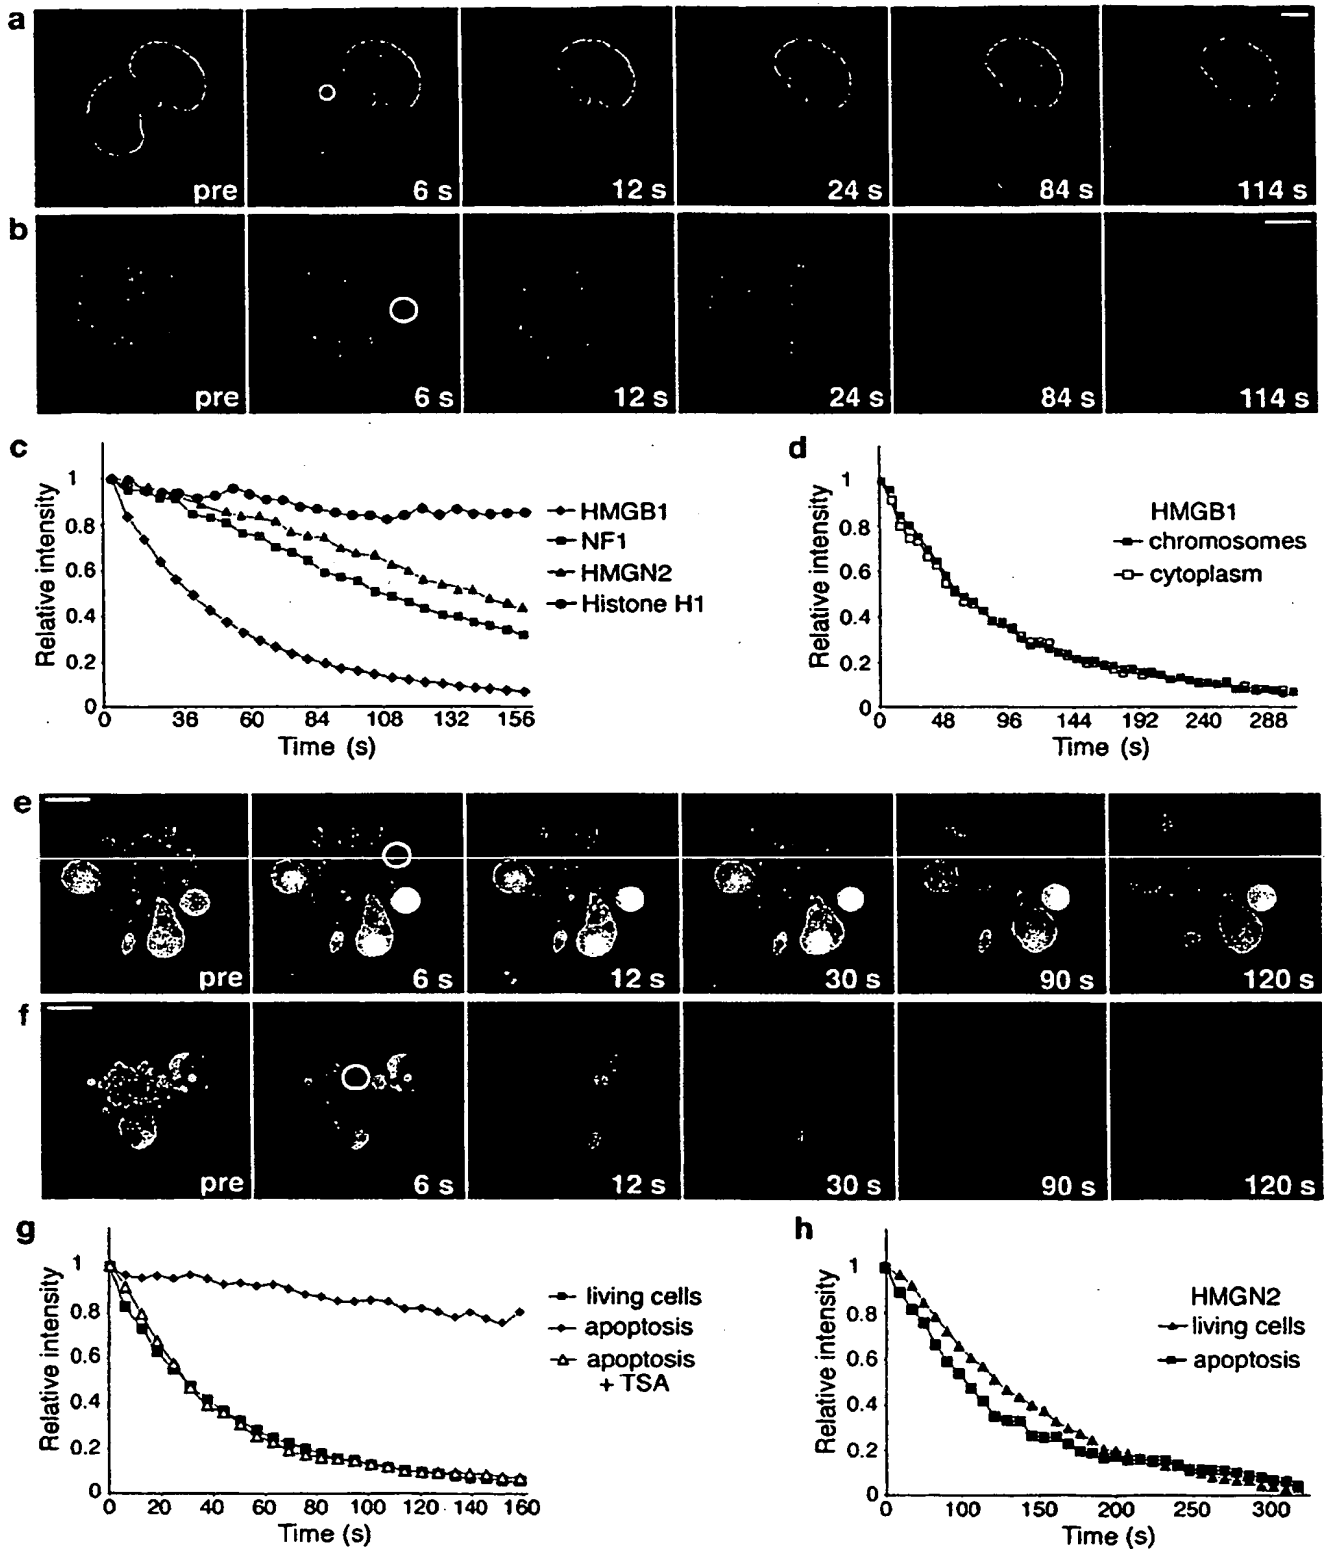 a
pre 6 s 12 s 24 s 84 s 114 s
b
pre 6 s 12 s 24 s 84 s 114 s
c
Relative intensity
1
0.8
0.6
0.4
0.2
0
0 36 60 84 108 132 156
Time (s)
HMGB1
NF1
HMGN2
Histone H1
d
Relative intensity
1
0.8
0.6
0.4
0.2
0
0 48 96 144 192 240 288
Time (s)
HMGB1
chromosomes
cytoplasm
e
pre 6 s 12 s 30 s 90 s 120 s
f
pre 6 s 12 s 30 s 90 s 120 s
g
Relative intensity
1
0.8
0.6
0.4
0.2
0
0 20 40 60 80 100 120 140 160
Time (s)
living cells
apoptosis
apoptosis
+ TSA
h
Relative intensity
1
0.8
0.6
0.4
0.2
0
0 100 150 200 250 300
Time (s)
HMGN2
living cells
apoptosis